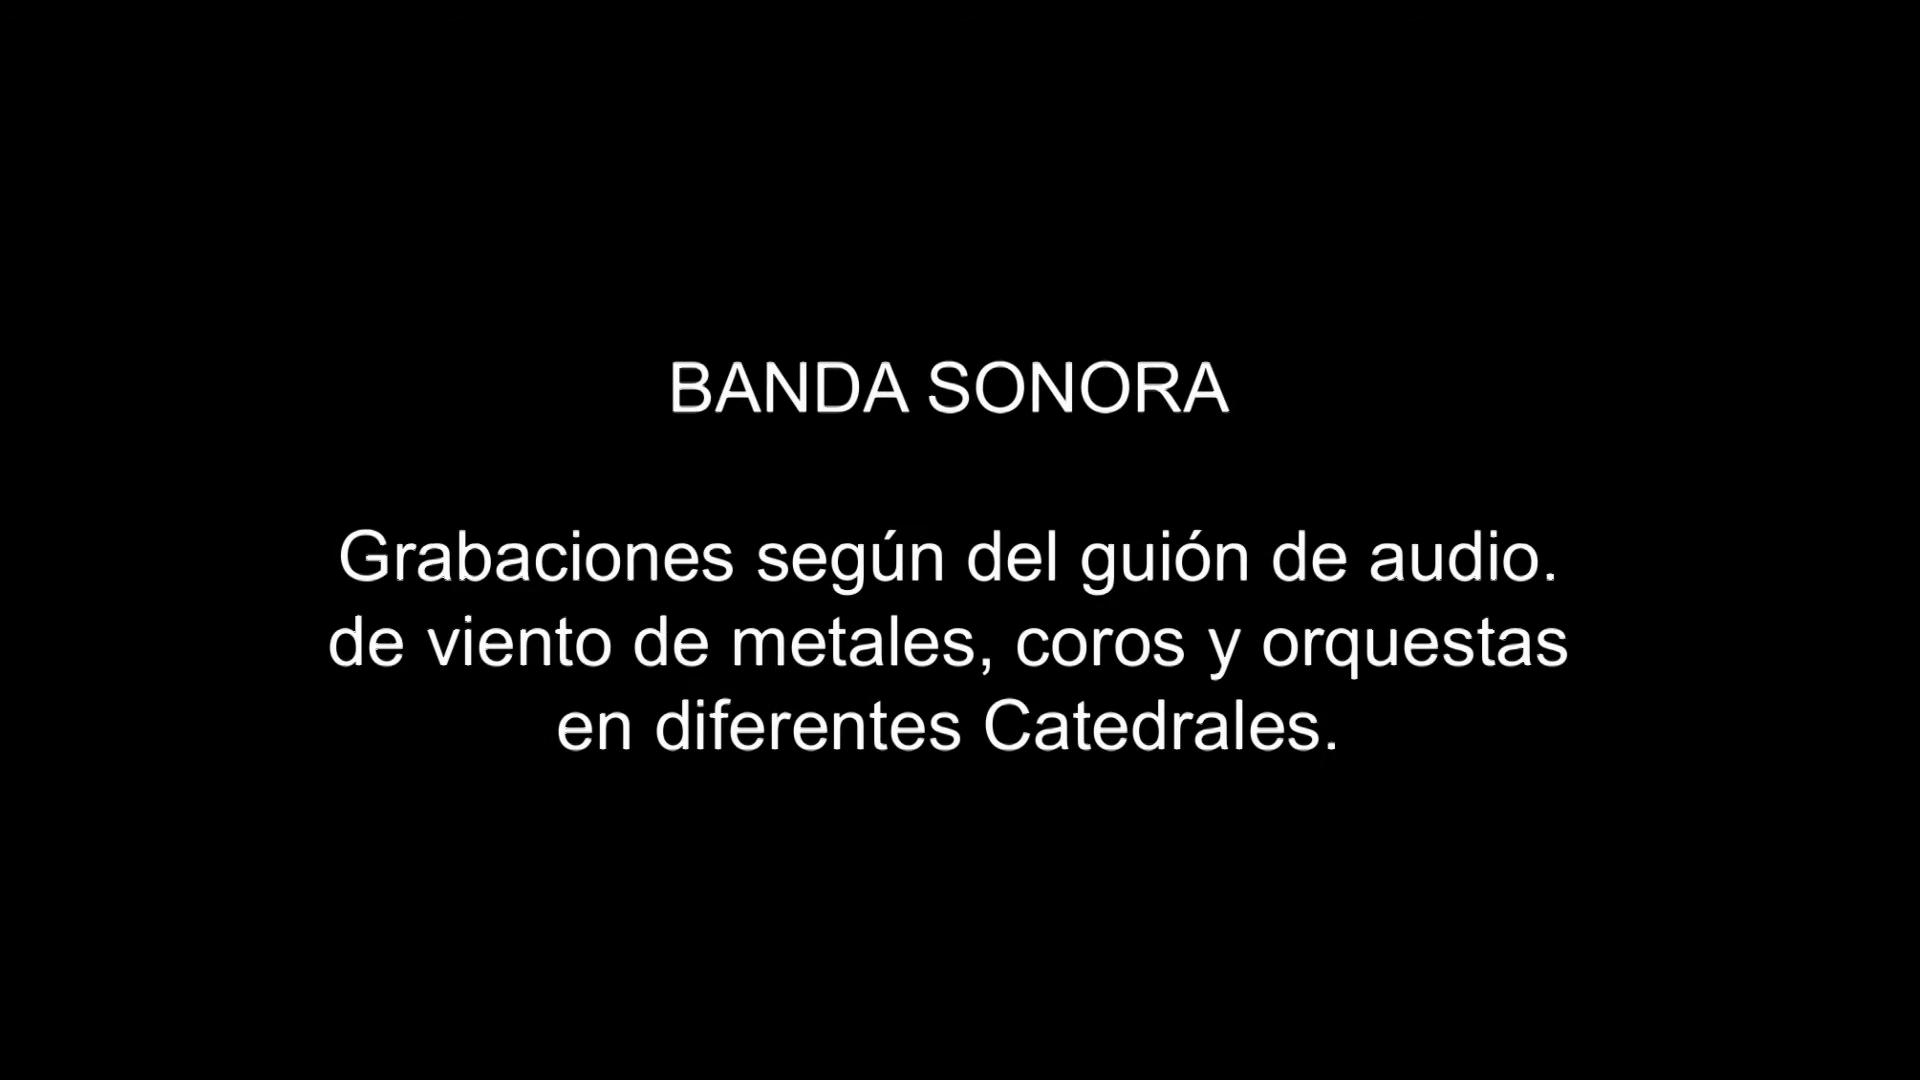 BANDA SONORA
Grabaciones según del guión de audio.
de viento de metales, coros y orquestas
en diferentes Catedrales.